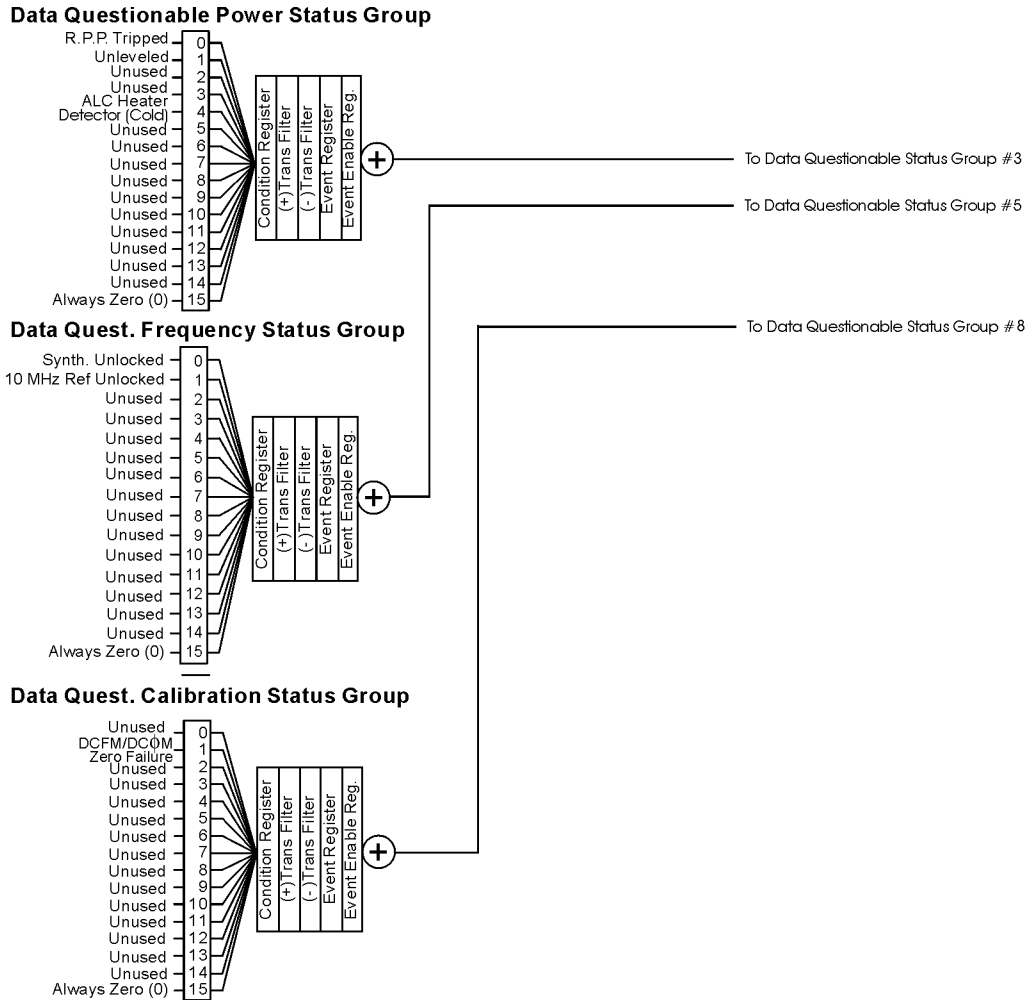 Data Questionable Power Status Group
R.P.P. Tripped 0
Unleveled 1
Unused 2
Unused 3
ALC Heater
Detector (Cold) 4
Unused 5
Unused 6
Unused 7
Unused 8
Unused 9
Unused 10
Unused 11
Unused 12
Unused 13
Unused 14
Always Zero (0) 15
Condition Register
(+)Trans Filter
(-)Trans Filter
Event Register
Event Enable Reg.
+
To Data Questionable Status Group #3
To Data Questionable Status Group #5
To Data Questionable Status Group #8
Data Quest. Frequency Status Group
Synth. Unlocked 0
10 MHz Ref Unlocked 1
Unused 2
Unused 3
Unused 4
Unused 5
Unused 6
Unused 7
Unused 8
Unused 9
Unused 10
Unused 11
Unused 12
Unused 13
Unused 14
Always Zero (0) 15
Condition Register
(+)Trans Filter
(-)Trans Filter
Event Register
Event Enable Reg.
+
Data Quest. Calibration Status Group
Unused 0
DCFM/DCϕM
Zero Failure 1
Unused 2
Unused 3
Unused 4
Unused 5
Unused 6
Unused 7
Unused 8
Unused 9
Unused 10
Unused 11
Unused 12
Unused 13
Unused 14
Always Zero (0) 15
Condition Register
(+)Trans Filter
(-)Trans Filter
Event Register
Event Enable Reg.
+